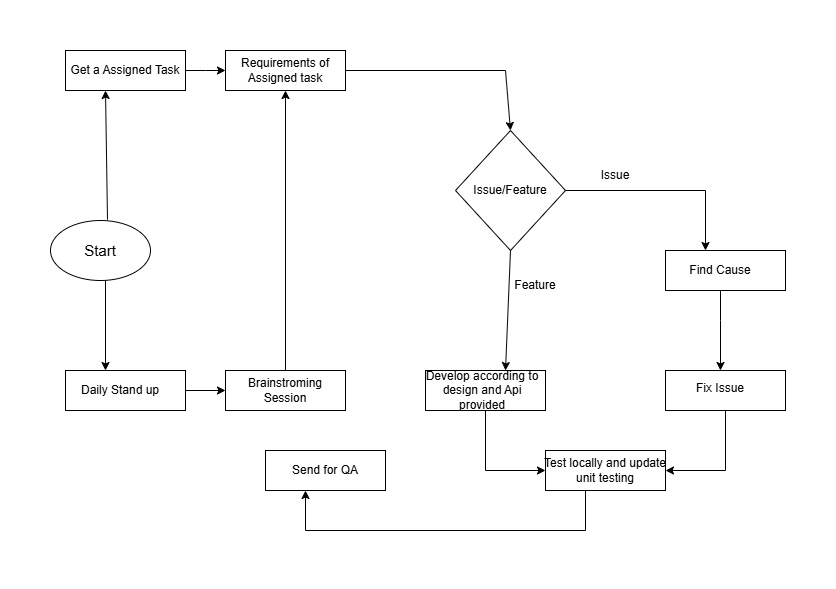 Get a Assigned Task
Requirements of
Assigned task
Issue/Feature
Issue
Start
Find Cause
Feature
Daily Stand up
Brainstroming
Session
Develop according to
design and Api
provided
Fix Issue
Send for QA
Test locally and update
unit testing